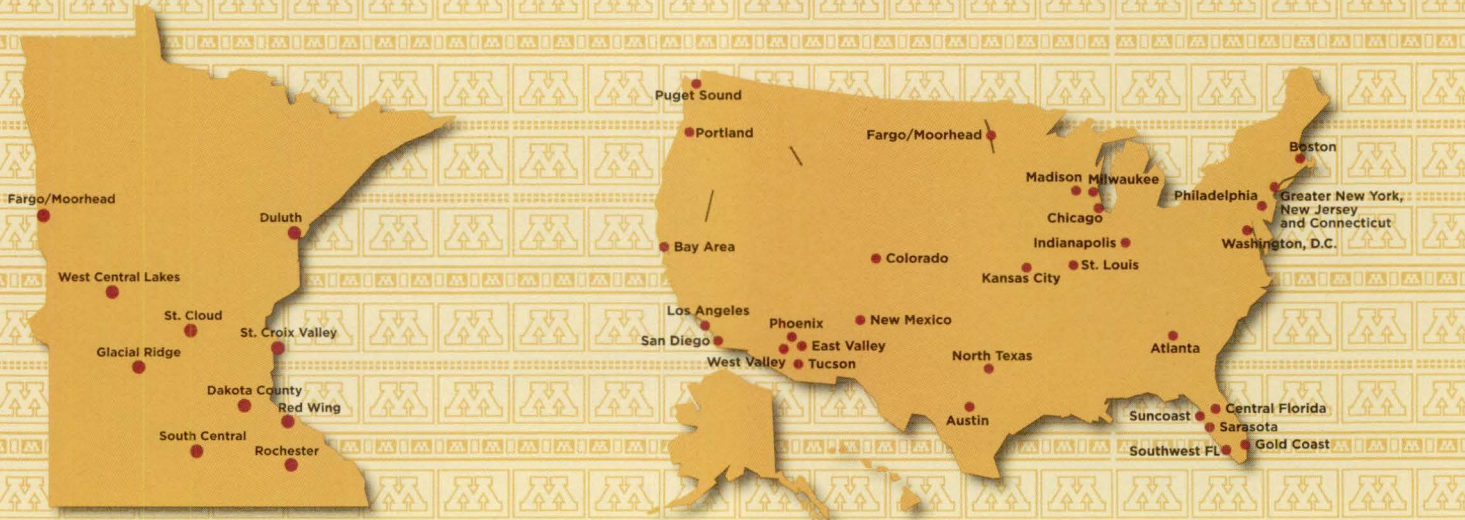 Fargo/Moorhead
Duluth
West Central Lakes
St. Cloud
St. Croix Valley
Glacial Ridge
Dakota County
Red Wing
South Central
Rochester
Puget Sound
Portland
Fargo/Moorhead
Boston
Madison
Milwaukee
Philadelphia
Greater New York,
New Jersey
and Connecticut
Chicago
Washington, D.C.
Indianapolis
Bay Area
Colorado
St. Louis
Kansas City
Los Angeles
Phoenix
New Mexico
San Diego
East Valley
West Valley
Tucson
North Texas
Atlanta
Austin
Suncoast
Central Florida
Sarasota
Southwest FL
Gold Coast